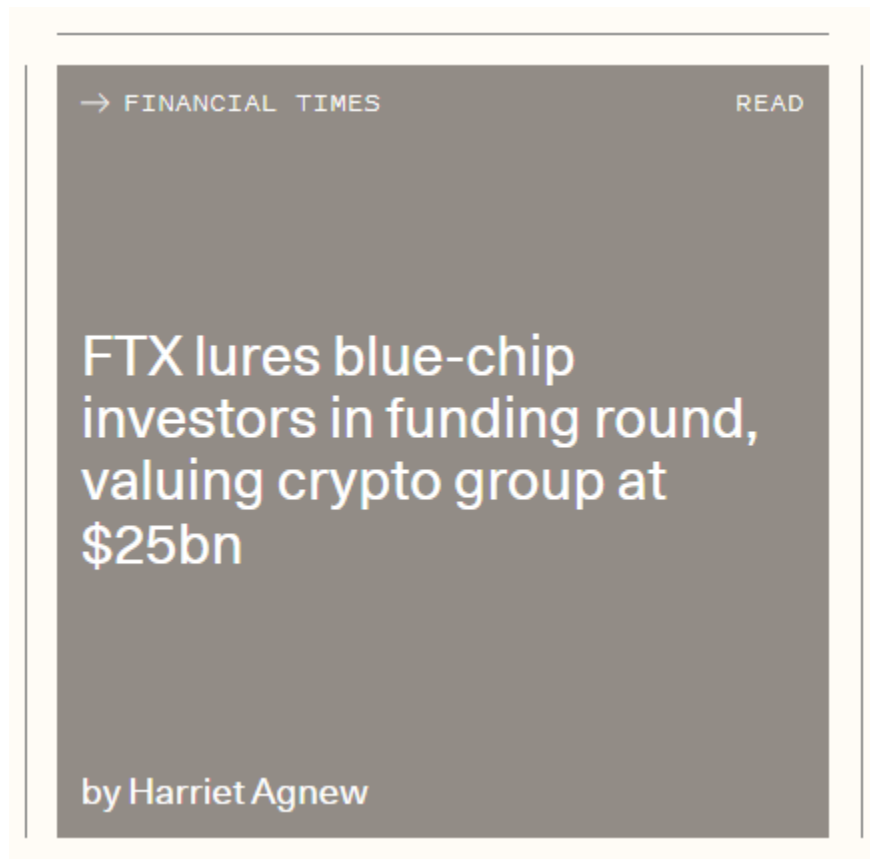 → FINANCIAL TIMES READ
FTX lures blue-chip
investors in funding round,
valuing crypto group at
$25bn
by Harriet Agnew